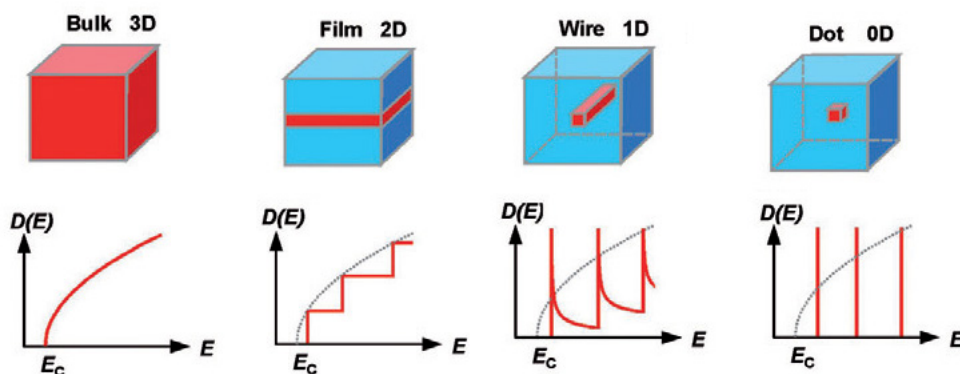 Bulk 3D
Film 2D
Wire 1D
Dot 0D
D(E)
E
E_C
D(E)
E
E_C
D(E)
E
E_C
D(E)
E
E_C